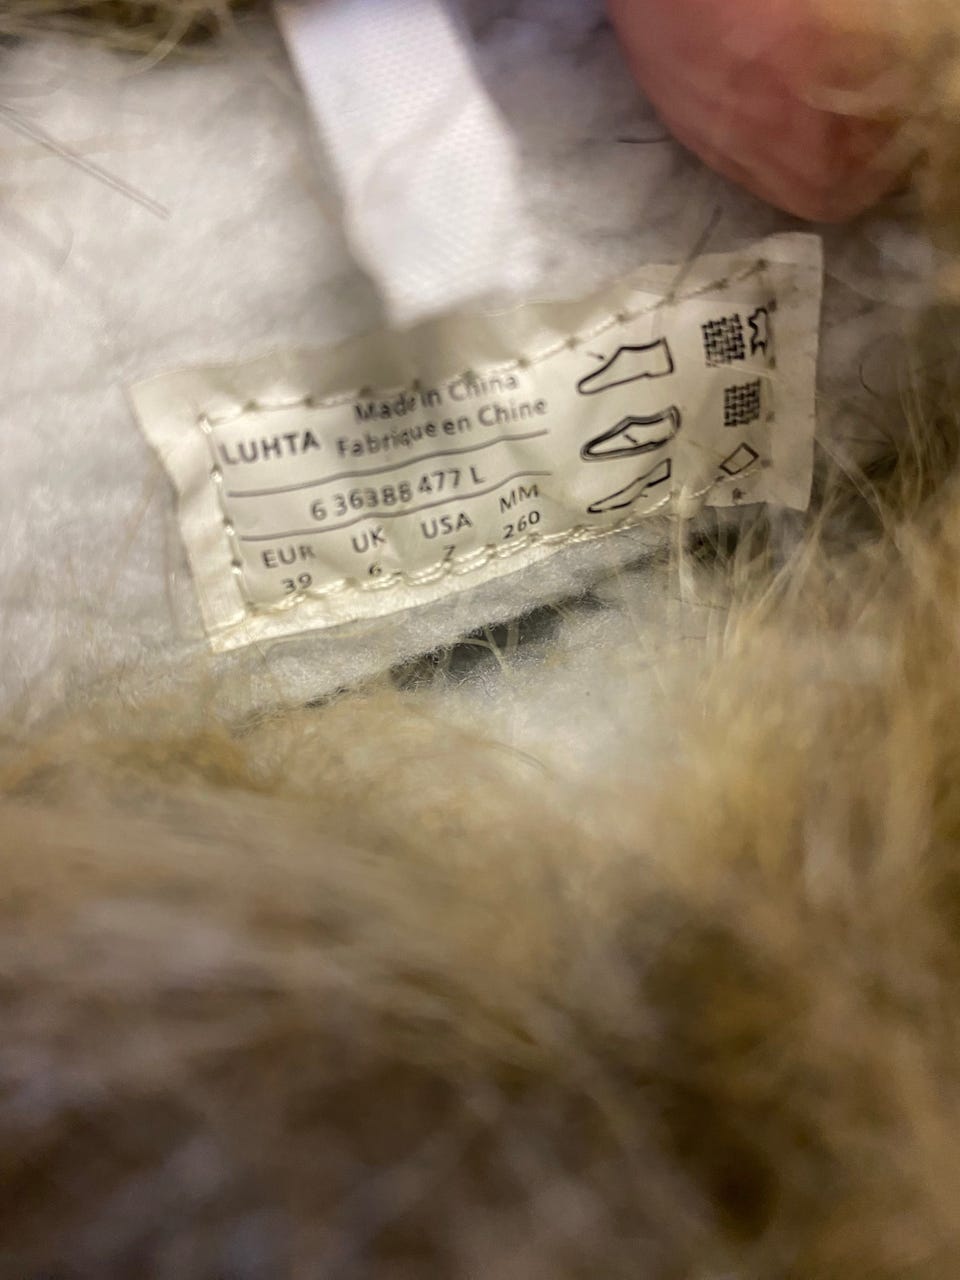 Made in China
LUHTA Fabrique en Chine
6 36388 477 L
EUR UK USA MM
39 6 7 260